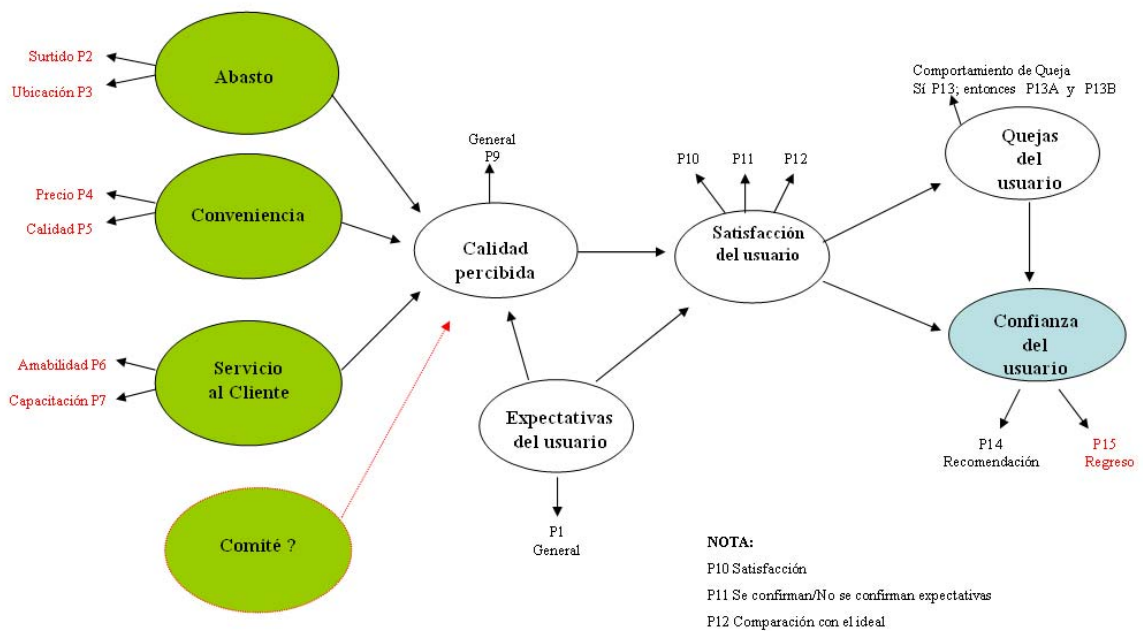 Surtido P2
Ubicación P3
Abasto
Precio P4
Calidad P5
Conveniencia
Amabilidad P6
Capacitación P7
Servicio
al Cliente
Comité ?
General
P9
Calidad
percibida
Expectativas
del usuario
P1
General
P10
P11
P12
Satisfacción
del usuario
Comportamiento de Queja
Sí P13; entonces P13A y P13B
Quejas
del
usuario
Confianza
del
usuario
P14
Recomendación
P15
Regreso
NOTA:
P10 Satisfacción
P11 Se confirman/No se confirman expectativas
P12 Comparación con el ideal